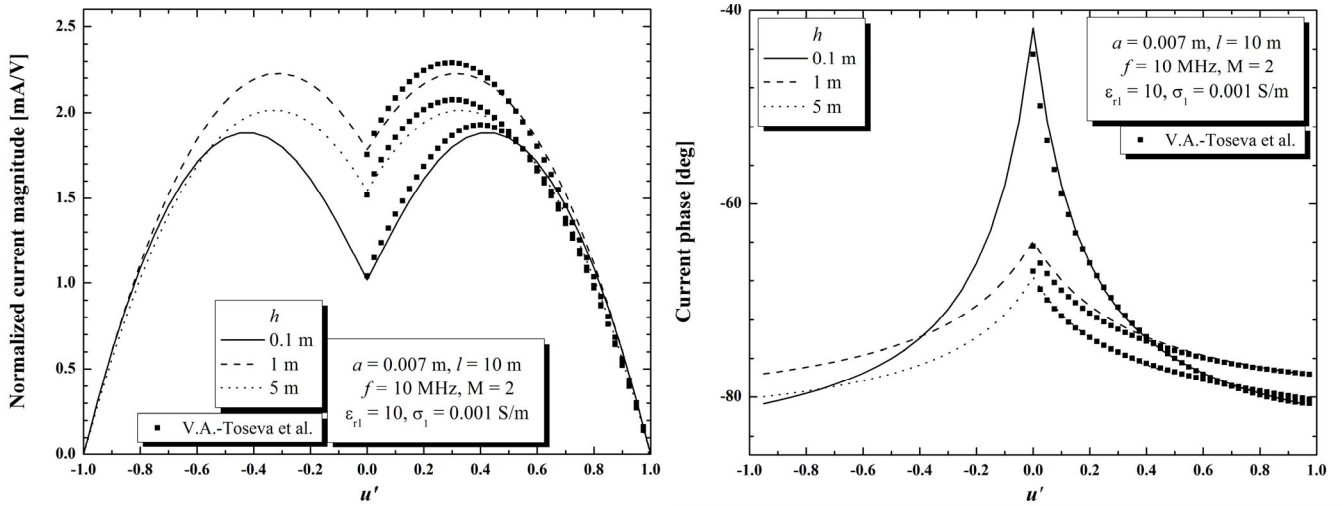 Normalized current magnitude [mA/V]
2.5
2.0
1.5
1.0
0.5
0.0
h
0.1 m
1 m
5 m
a = 0.007 m, l = 10 m
f = 10 MHz, M = 2
εr1 = 10, σ1 = 0.001 S/m
V.A.-Toseva et al.
-1.0 -0.8 -0.6 -0.4 -0.2 0.0 0.2 0.4 0.6 0.8 1.0
u'
Current phase [deg]
-40
-60
-80
h
0.1 m
1 m
5 m
a = 0.007 m, l = 10 m
f = 10 MHz, M = 2
εr1 = 10, σ1 = 0.001 S/m
V.A.-Toseva et al.
-1.0 -0.8 -0.6 -0.4 -0.2 0.0 0.2 0.4 0.6 0.8 1.0
u'